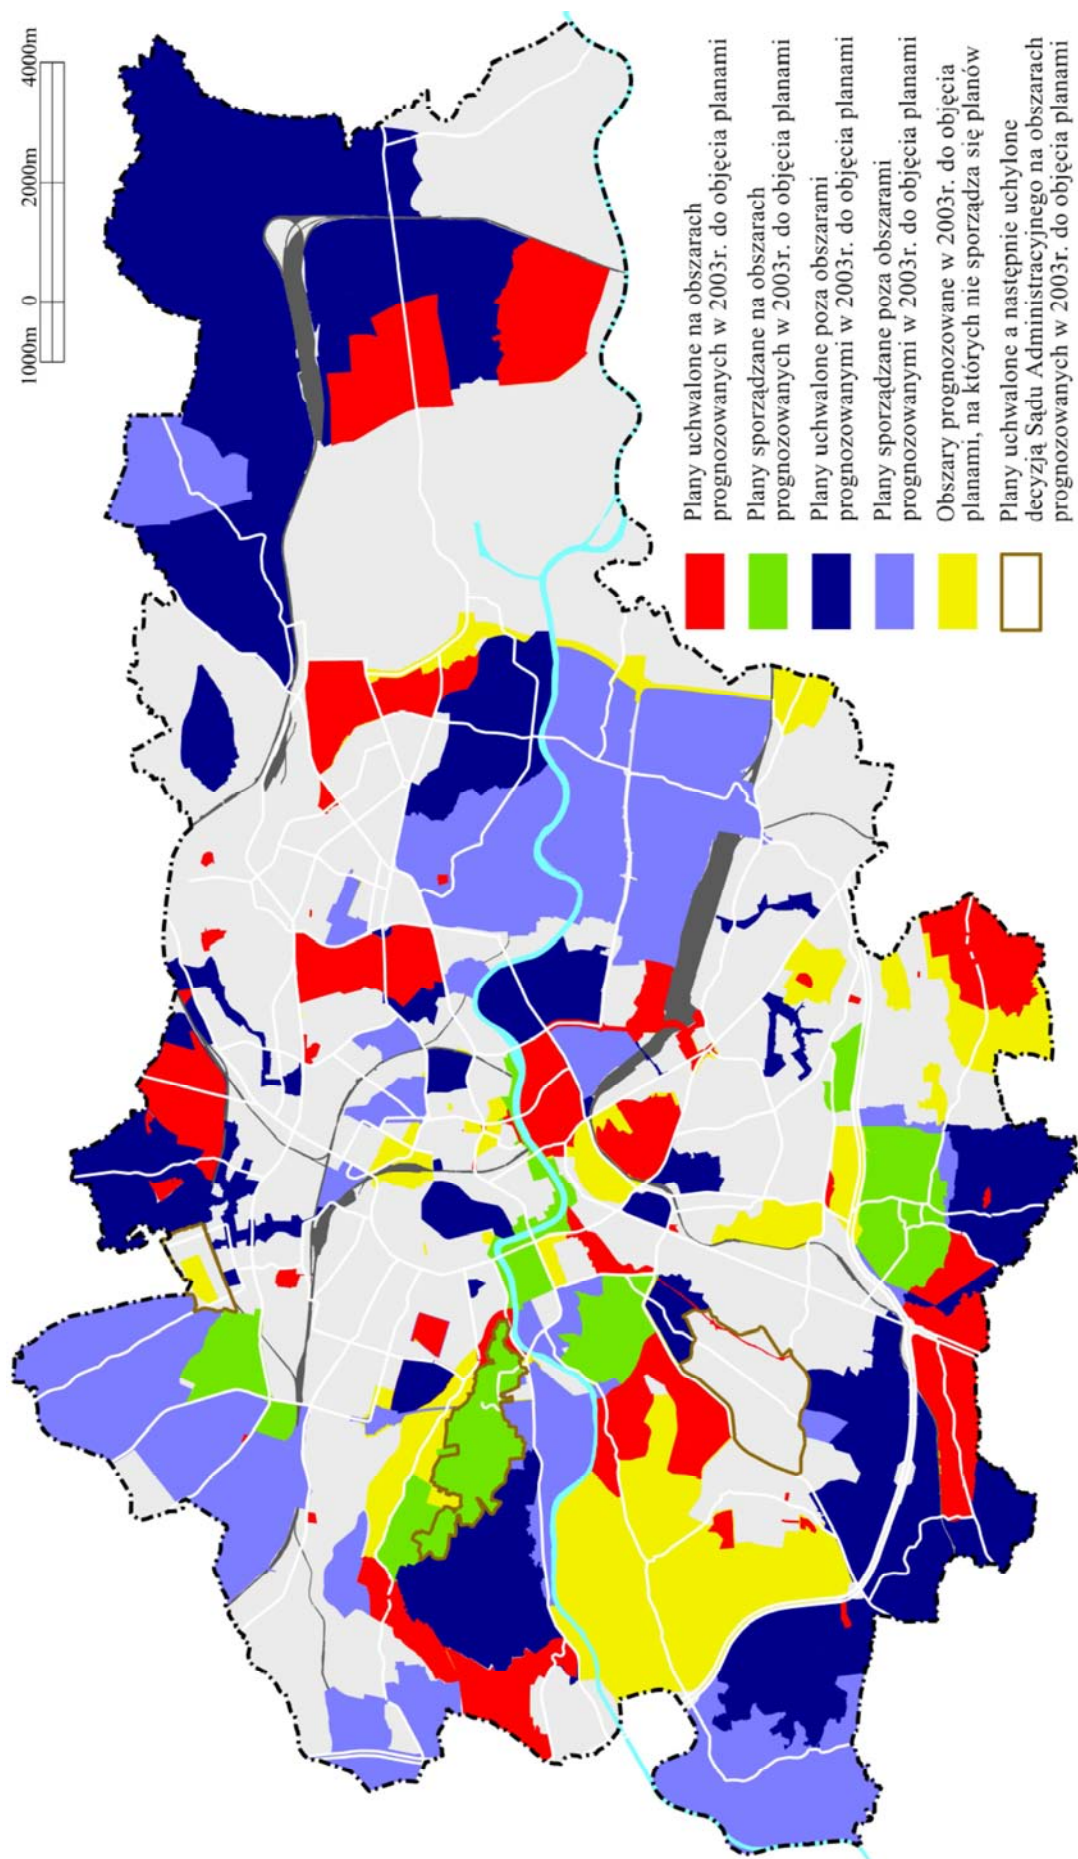 1000m 0 2000m 4000m
Plany uchwalone na obszarach
prognozowanych w 2003r. do objęcia planami
Plany sporządzane na obszarach
prognozowanych w 2003r. do objęcia planami
Plany uchwalone poza obszarami
prognozowanymi w 2003r. do objęcia planami
Plany sporządzane poza obszarami
prognozowanymi w 2003r. do objęcia planami
Obszary prognozowane w 2003r. do objęcia
planami, na których nie sporządza się planów
Plany uchwalone a następnie uchylone
decyzją Sądu Administracyjnego na obszarach
prognozowanych w 2003r. do objęcia planami